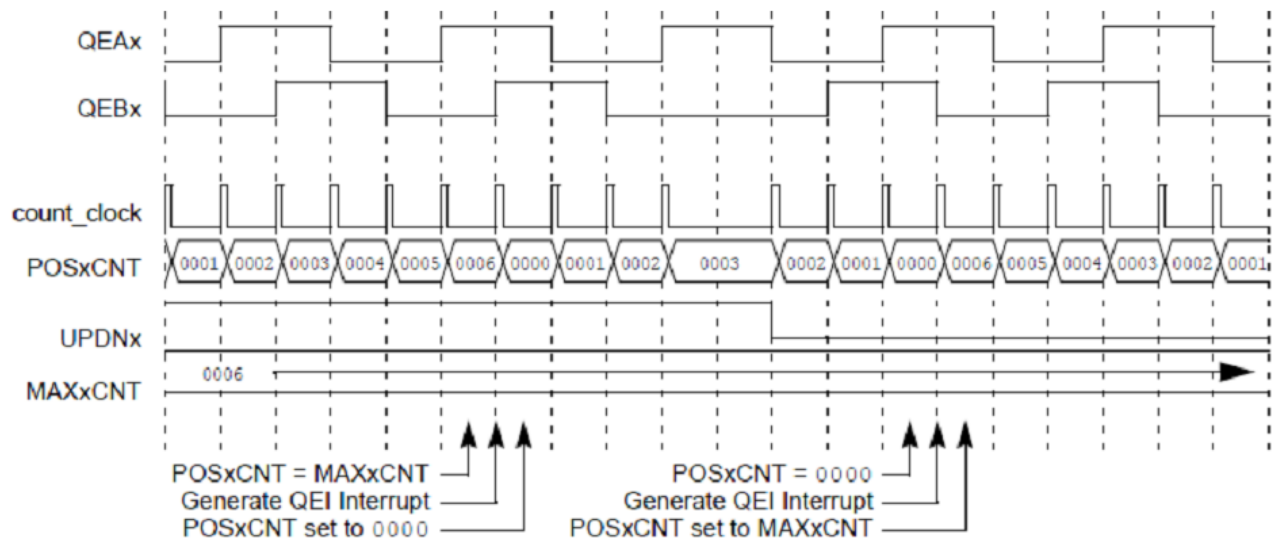 QEAx
QEBx
count_clock
POSxCNT 0001 0002 0003 0004 0005 0006 0000 0001 0002 0003 0002 0001 0000 0006 0005 0004 0003 0002 0001
UPDNx
0006
MAXxCNT
POSxCNT = MAXxCNT POSxCNT = 0000
Generate QEI Interrupt Generate QEI Interrupt
POSxCNT set to 0000 POSxCNT set to MAXxCNT